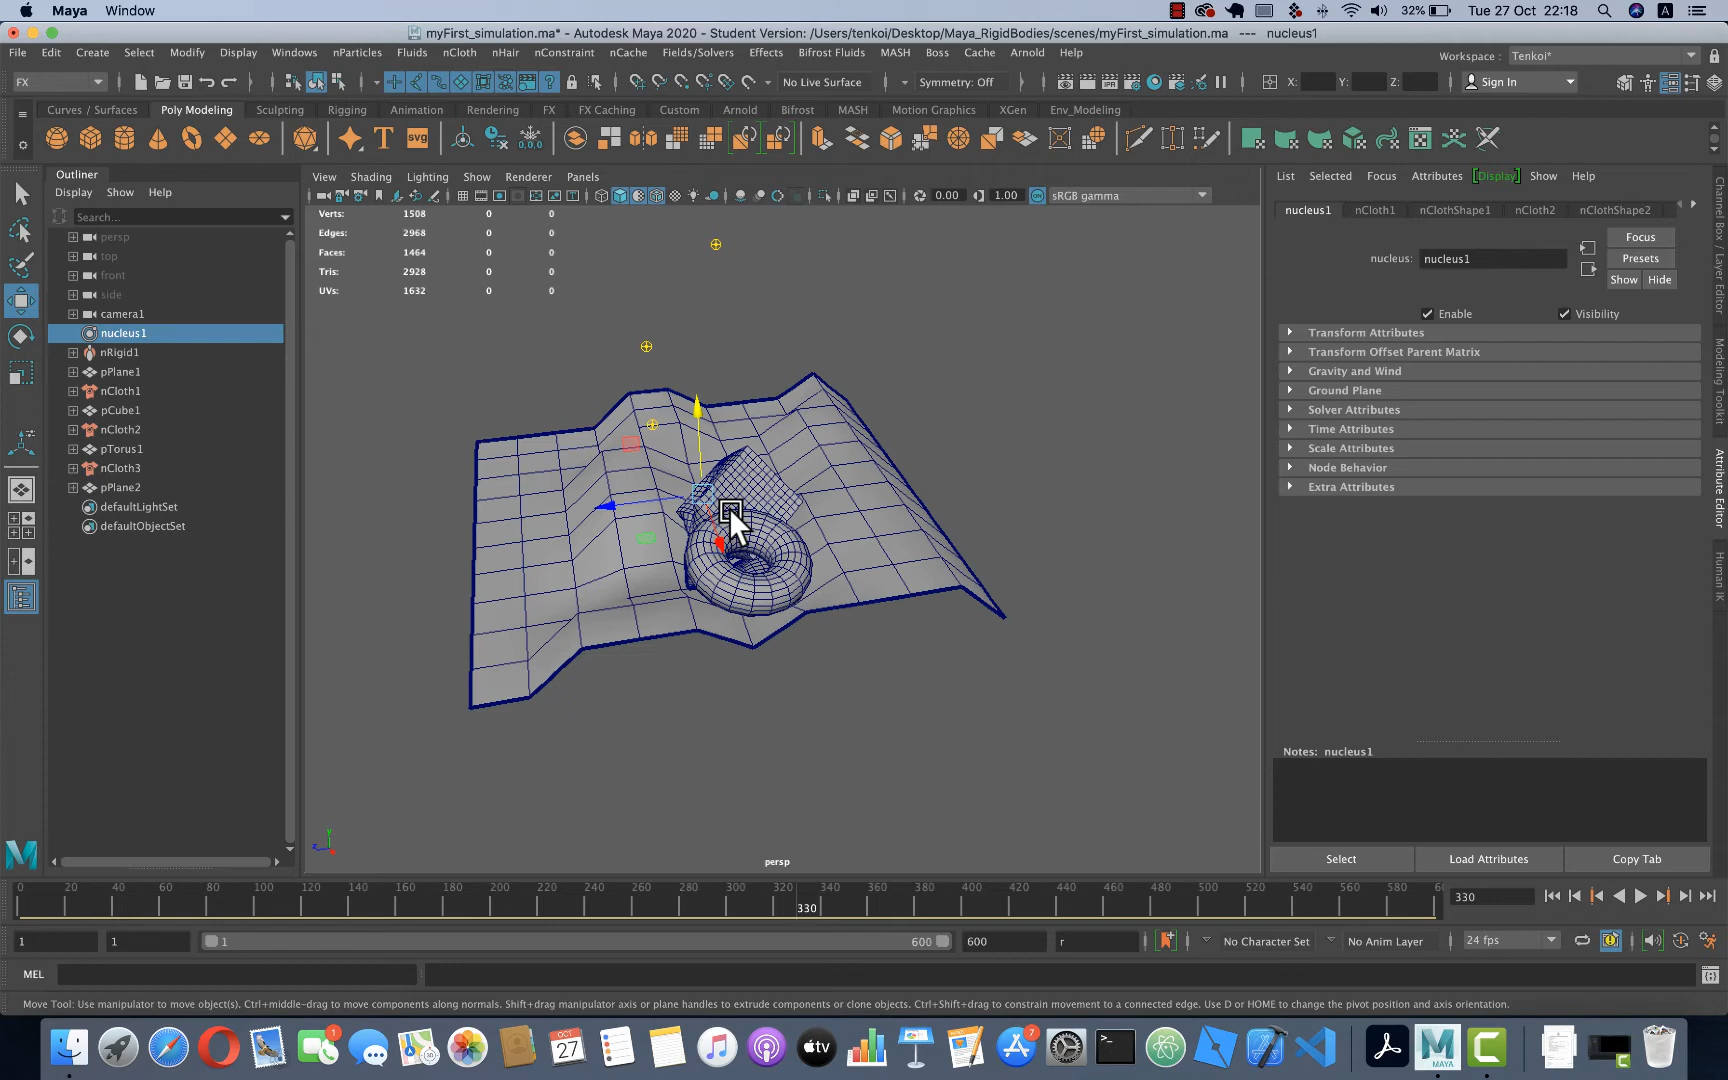 Maya Window 32% Tue 27 Oct 22:18
myFirst_simulation.ma* - Autodesk Maya 2020 - Student Version: /Users/tenkoi/Desktop/Maya_RigidBodies/scenes/myFirst_simulation.ma --- nucleus1
File Edit Create Select Modify Display Windows nParticles Fluids nCloth nHair nConstraint nCache Fields/Solvers Effects Bifrost Fluids MASH Boss Cache Arnold Help Workspace : Tenkoi*
FX No Live Surface Symmetry: Off X: Y: Z: Sign In
Curves / Surfaces Poly Modeling Sculpting Rigging Animation Rendering FX FX Caching Custom Arnold Bifrost MASH Motion Graphics XGen Env_Modeling
T svg 0,0,0
Outliner
Display Show Help
Search...
persp
top
front
side
camera1
nucleus1
nRigid1
pPlane1
nCloth1
pCube1
nCloth2
pTorus1
nCloth3
pPlane2
defaultLightSet
defaultObjectSet
View Shading Lighting Show Renderer Panels
0.00 1.00 sRGB gamma
Verts: 1508 0 0
Edges: 2968 0 0
Faces: 1464 0 0
Tris: 2928 0 0
UVs: 1632 0 0
persp
List Selected Focus Attributes [Display] Show Help
nucleus1 nCloth1 nClothShape1 nCloth2 nClothShape2
nucleus: nucleus1
Focus
Presets
Show Hide
Enable Visibility
Transform Attributes
Transform Offset Parent Matrix
Gravity and Wind
Ground Plane
Solver Attributes
Time Attributes
Scale Attributes
Node Behavior
Extra Attributes
Notes: nucleus1
Select Load Attributes Copy Tab
Channel Box / Layer Editor
Modeling Toolkit
Attribute Editor
Human IK
0 20 40 60 80 100 120 140 160 180 200 220 240 260 280 300 320 340 360 380 400 420 440 460 480 500 520 540 560 580 60
330
330
1 1 1 600 600 r No Character Set No Anim Layer 24 fps
MEL
Move Tool: Use manipulator to move object(s). Ctrl+middle-drag to move components along normals. Shift+drag manipulator axis or plane handles to extrude components or clone objects. Ctrl+Shift+drag to constrain movement to a connected edge. Use D or HOME to change the pivot position and axis orientation.
1 OCT 27 tv 7 MAYA